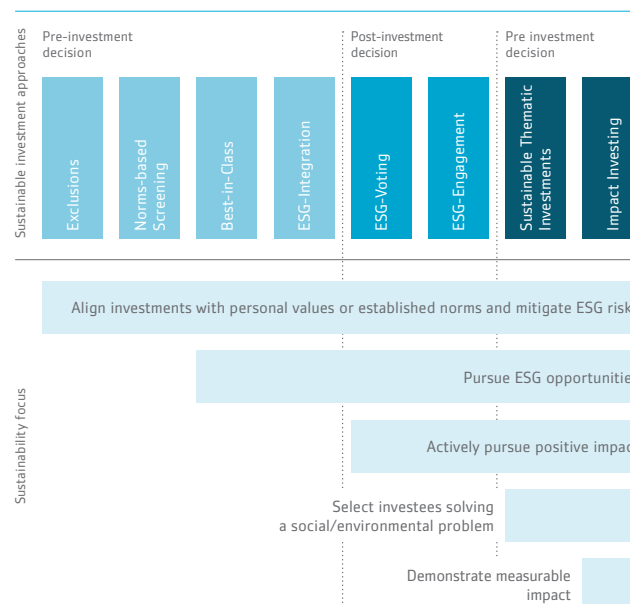 Sustainable investment approaches
Pre-investment
decision
Post-investment
decision
Pre investment
decision
Exclusions
Norms-based
Screening
Best-in-Class
ESG-Integration
ESG-Voting
ESG-Engagement
Sustainable Thematic
Investments
Impact Investing
Sustainability focus
Align investments with personal values or established norms and mitigate ESG risk
Pursue ESG opportunitie
Actively pursue positive impac
Select investees solving
a social/environmental problem
Demonstrate measurable
impact